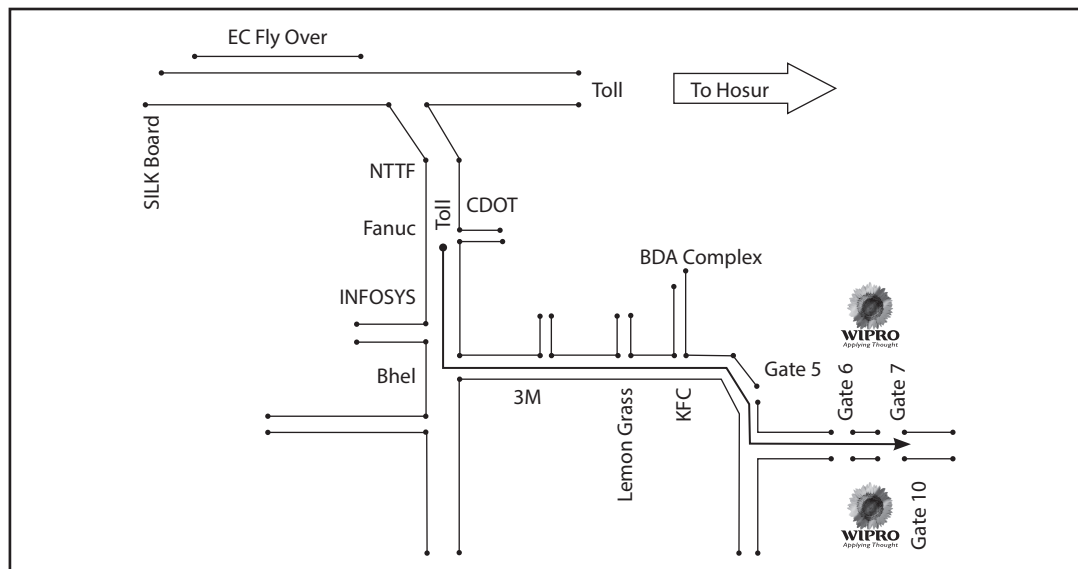 EC Fly Over
Toll
To Hosur
SILK Board
NTTF
CDOT
Toll
Fanuc
BDA Complex
INFOSYS
WIPRO
Applying Thought
Gate 5
Gate 6
Gate 7
Bhel
3M
Lemon Grass
KFC
WIPRO
Applying Thought
Gate 10